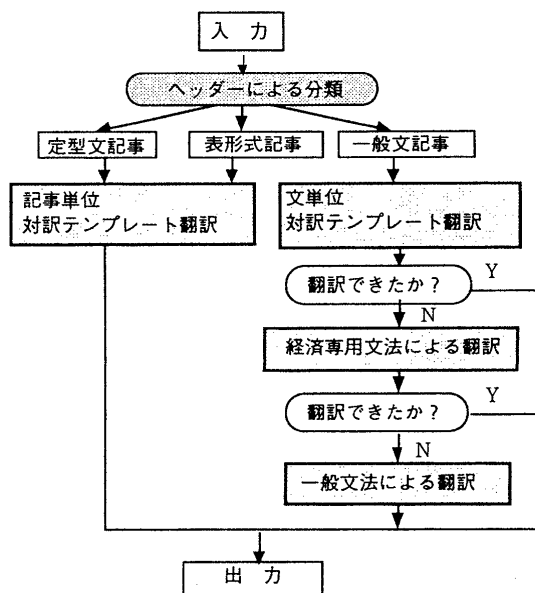 入 力
ヘッダーによる分類
定型文記事
表形式記事
一般文記事
記事単位
対訳テンプレート翻訳
文単位
対訳テンプレート翻訳
翻訳できたか？
Y
N
経済専用文法による翻訳
翻訳できたか？
Y
N
一般文法による翻訳
出 力